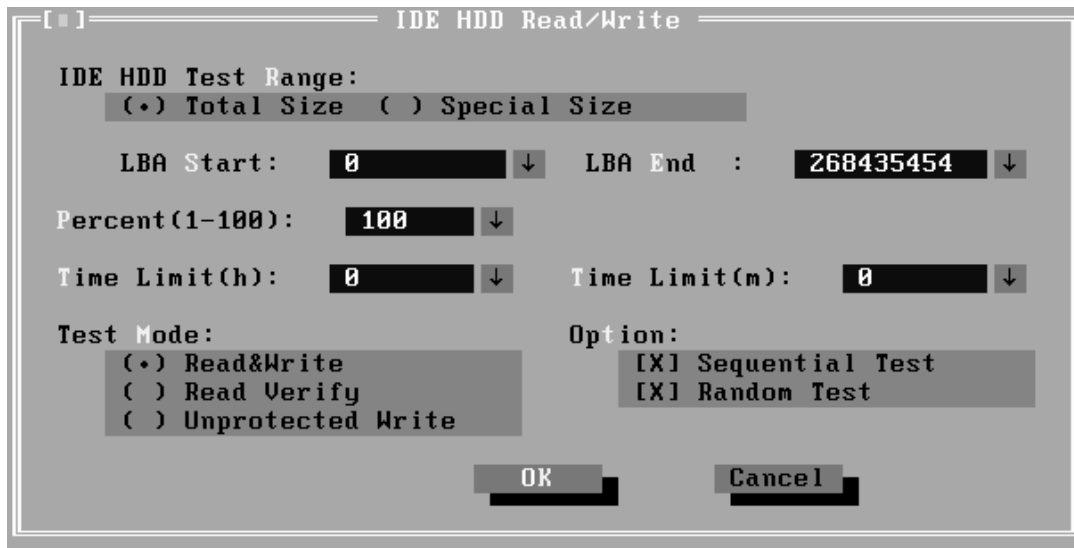 [■] IDE HDD Read/Write
IDE HDD Test Range:
(•) Total Size ( ) Special Size
LBA Start: 0 ↓ LBA End : 268435454 ↓
Percent(1-100): 100 ↓
Time Limit(h): 0 ↓ Time Limit(m): 0 ↓
Test Mode: Option:
(•) Read&Write [X] Sequential Test
( ) Read Verify [X] Random Test
( ) Unprotected Write
OK Cancel